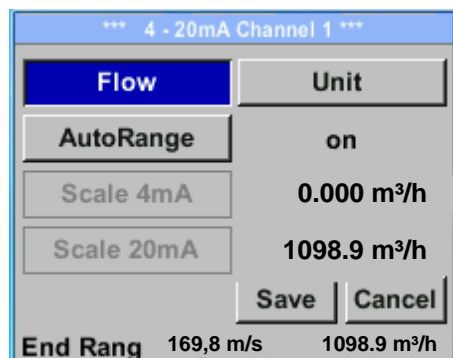 *** 4 - 20mA Channel 1 ***
Flow Unit
AutoRange on
Scale 4mA 0.000 m³/h
Scale 20mA 1098.9 m³/h
Save Cancel
End Rang 169,8 m/s 1098.9 m³/h